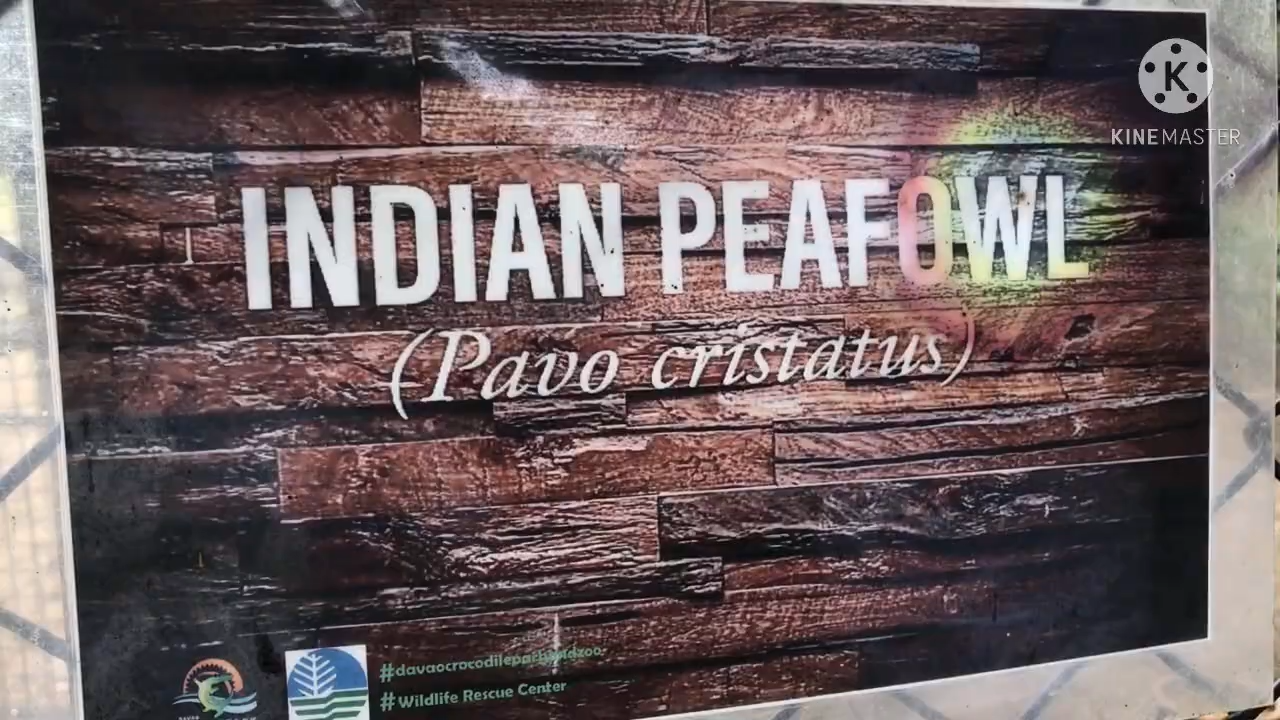 K
KINEMASTER
INDIAN PEAFOWL
(Pavo cristatus)
#davaocrocodileparkandzoo
#Wildlife Rescue Center